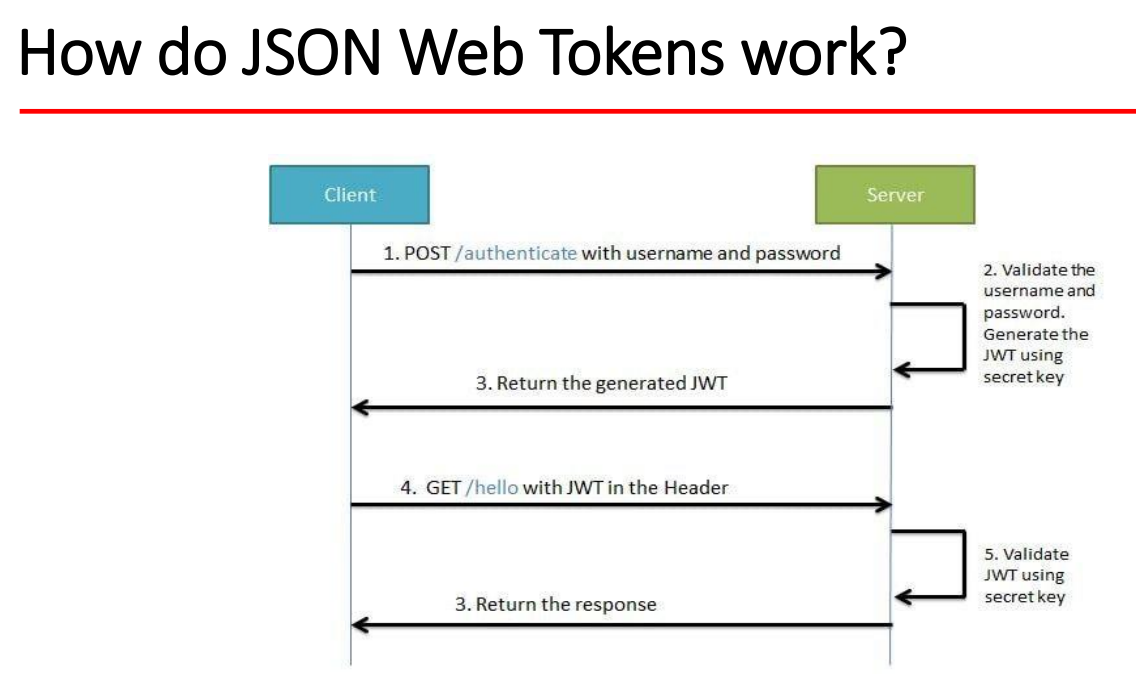 How do JSON Web Tokens work?
Client
Server
1. POST /authenticate with username and password
2. Validate the
username and
password.
Generate the
JWT using
secret key
3. Return the generated JWT
4. GET /hello with JWT in the Header
5. Validate
JWT using
secret key
3. Return the response